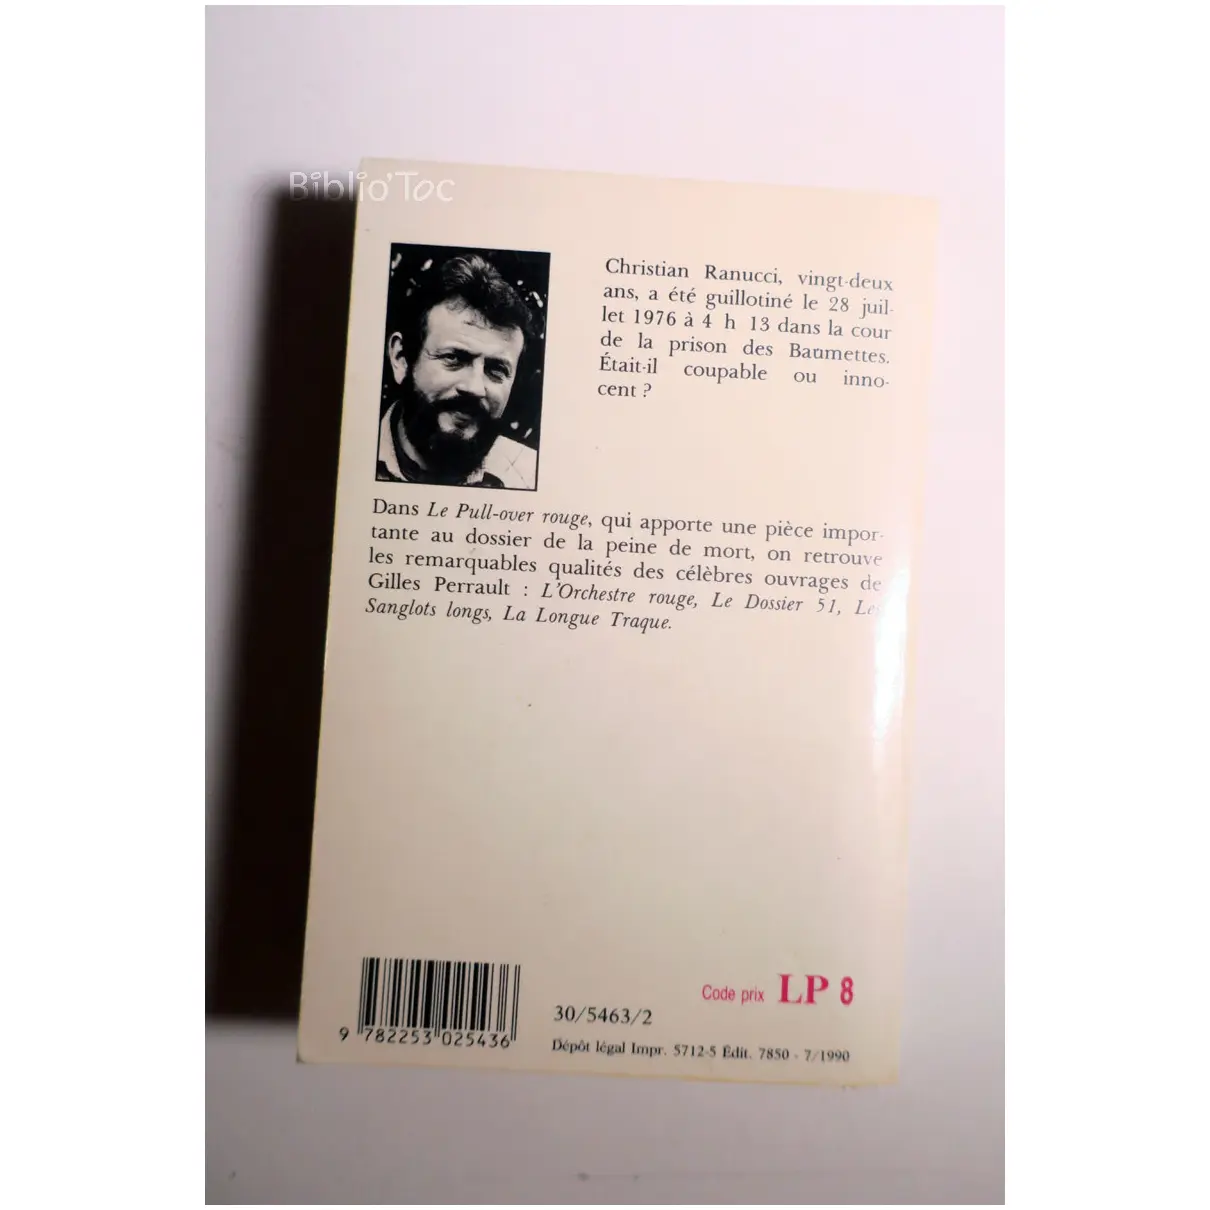 Biblio'Toc
Christian Ranucci, vingt-deux
ans, a été guillotiné le 28 juil-
let 1976 à 4 h 13 dans la cour
de la prison des Baumettes.
Était-il coupable ou inno-
cent ?
Dans Le Pull-over rouge, qui apporte une pièce impor-
tante au dossier de la peine de mort, on retrouve
les remarquables qualités des célèbres ouvrages de
Gilles Perrault : L'Orchestre rouge, Le Dossier 51, Les
Sanglots longs, La Longue Traque.
Code prix LP 8
30/5463/2
9 782253 025436
Dépôt légal Impr. 5712-5 Édit. 7850 - 7/1990